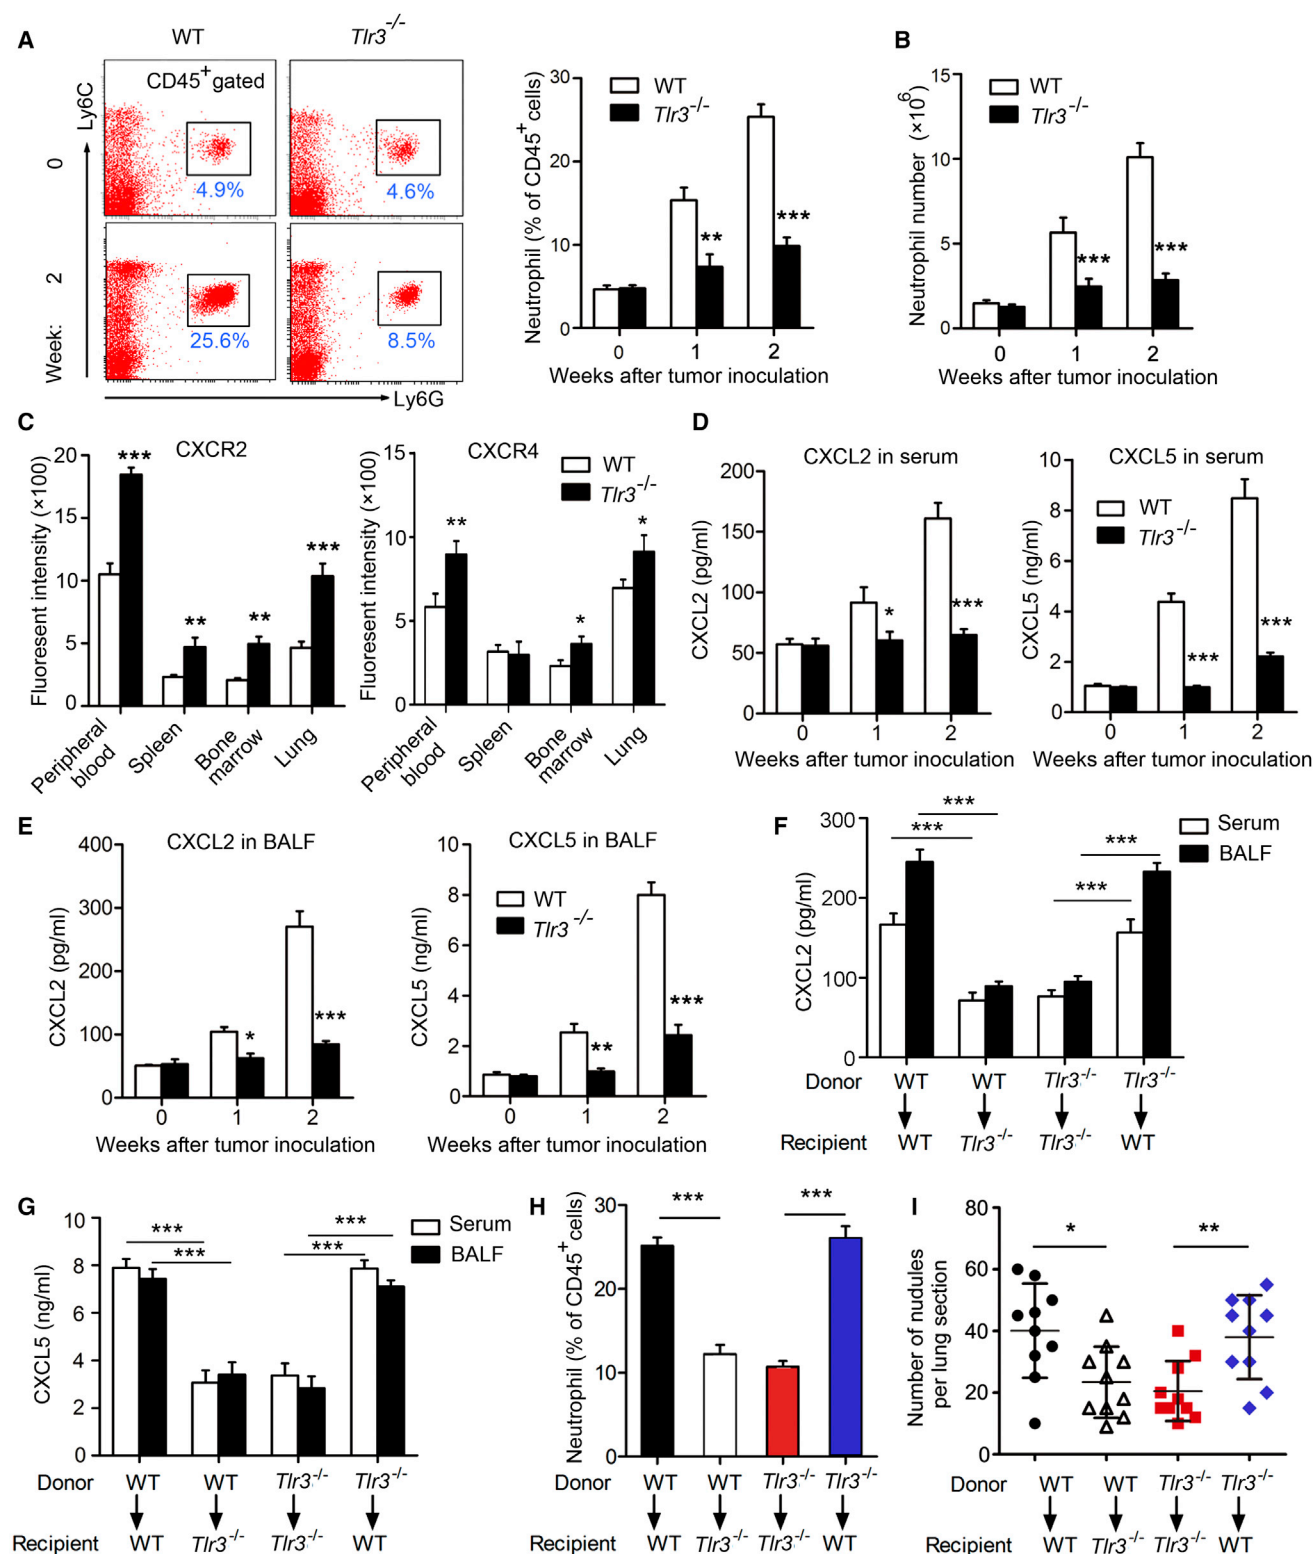 A
WT
Tlr3-/-
CD45+ gated
Ly6C
0
4.9%
4.6%
2
25.6%
8.5%
Week:
Ly6G
Neutrophil (% of CD45+ cells)
30
20
10
0
WT
Tlr3-/-
**
***
0 1 2
Weeks after tumor inoculation
B
Neutrophil number (×10^6)
15
10
5
0
WT
Tlr3-/-
***
***
0 1 2
Weeks after tumor inoculation
C
CXCR2
Fluoresent intensity (×100)
20
15
10
5
0
***
**
**
***
Peripheral blood
Spleen
Bone marrow
Lung
CXCR4
Fluoresent intensity (×100)
15
10
5
0
WT
Tlr3-/-
**
*
*
Peripheral blood
Spleen
Bone marrow
Lung
D
CXCL2 in serum
CXCL2 (pg/ml)
200
150
100
50
0
*
***
0 1 2
Weeks after tumor inoculation
CXCL5 in serum
CXCL5 (ng/ml)
10
8
6
4
2
0
WT
Tlr3-/-
***
***
0 1 2
Weeks after tumor inoculation
E
CXCL2 in BALF
CXCL2 (pg/ml)
400
300
200
100
0
*
***
0 1 2
Weeks after tumor inoculation
CXCL5 in BALF
CXCL5 (ng/ml)
10
8
6
4
2
0
WT
Tlr3-/-
**
***
0 1 2
Weeks after tumor inoculation
F
CXCL2 (pg/ml)
300
200
100
0
***
***
***
***
Serum
BALF
Donor WT WT Tlr3-/- Tlr3-/-
Recipient WT Tlr3-/- Tlr3-/- WT
G
CXCL5 (ng/ml)
10
8
6
4
2
0
***
***
***
***
Serum
BALF
Donor WT WT Tlr3-/- Tlr3-/-
Recipient WT Tlr3-/- Tlr3-/- WT
H
Neutrophil (% of CD45+ cells)
30
20
10
0
***
***
Donor WT WT Tlr3-/- Tlr3-/-
Recipient WT Tlr3-/- Tlr3-/- WT
I
Number of nudules
per lung section
80
60
40
20
0
*
**
Donor WT WT Tlr3-/- Tlr3-/-
Recipient WT Tlr3-/- Tlr3-/- WT